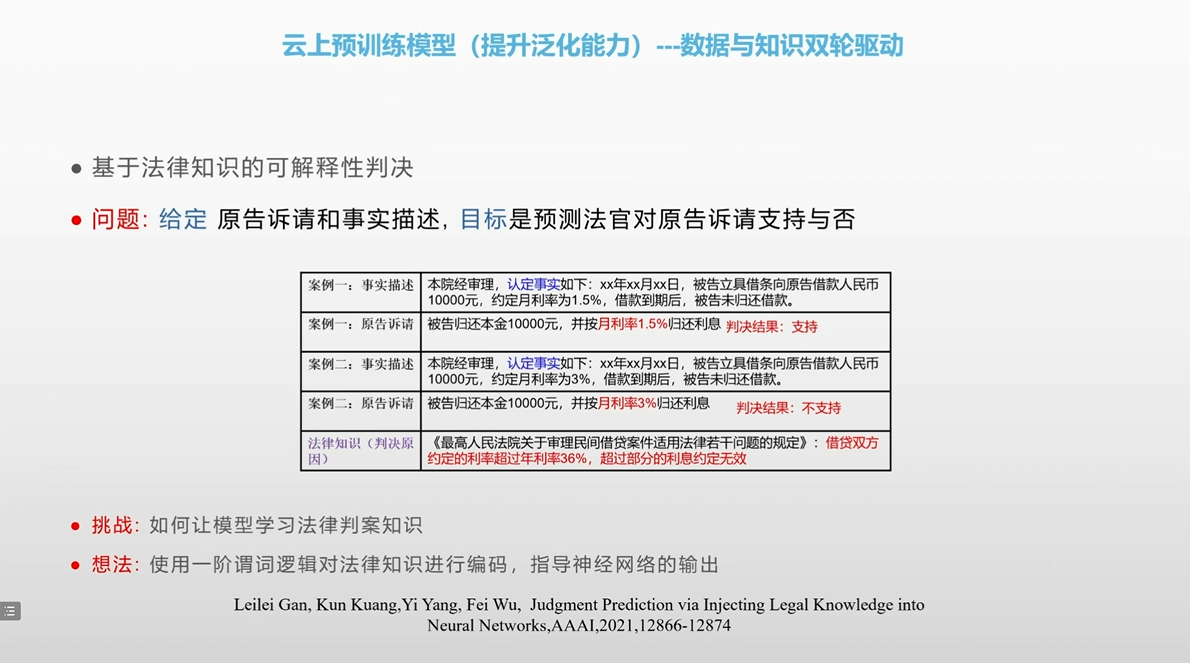 云上预训练模型（提升泛化能力）---数据与知识双轮驱动
基于法律知识的可解释性判决
问题: 给定 原告诉请和事实描述, 目标是预测法官对原告诉请支持与否
案例一：事实描述
本院经审理，认定事实如下：xx年xx月xx日，被告立具借条向原告借款人民币
10000元，约定月利率为1.5%，借款到期后，被告未归还借款。
案例一：原告诉请
被告归还本金10000元，并按月利率1.5%归还利息 判决结果：支持
案例二：事实描述
本院经审理，认定事实如下：xx年xx月xx日，被告立具借条向原告借款人民币
10000元，约定月利率为3%，借款到期后，被告未归还借款。
案例二：原告诉请
被告归还本金10000元，并按月利率3%归还利息 判决结果：不支持
法律知识（判决原
因）
《最高人民法院关于审理民间借贷案件适用法律若干问题的规定》：借贷双方
约定的利率超过年利率36%，超过部分的利息约定无效
挑战: 如何让模型学习法律判案知识
想法: 使用一阶谓词逻辑对法律知识进行编码，指导神经网络的输出
Leilei Gan, Kun Kuang,Yi Yang, Fei Wu, Judgment Prediction via Injecting Legal Knowledge into
Neural Networks,AAAI,2021,12866-12874